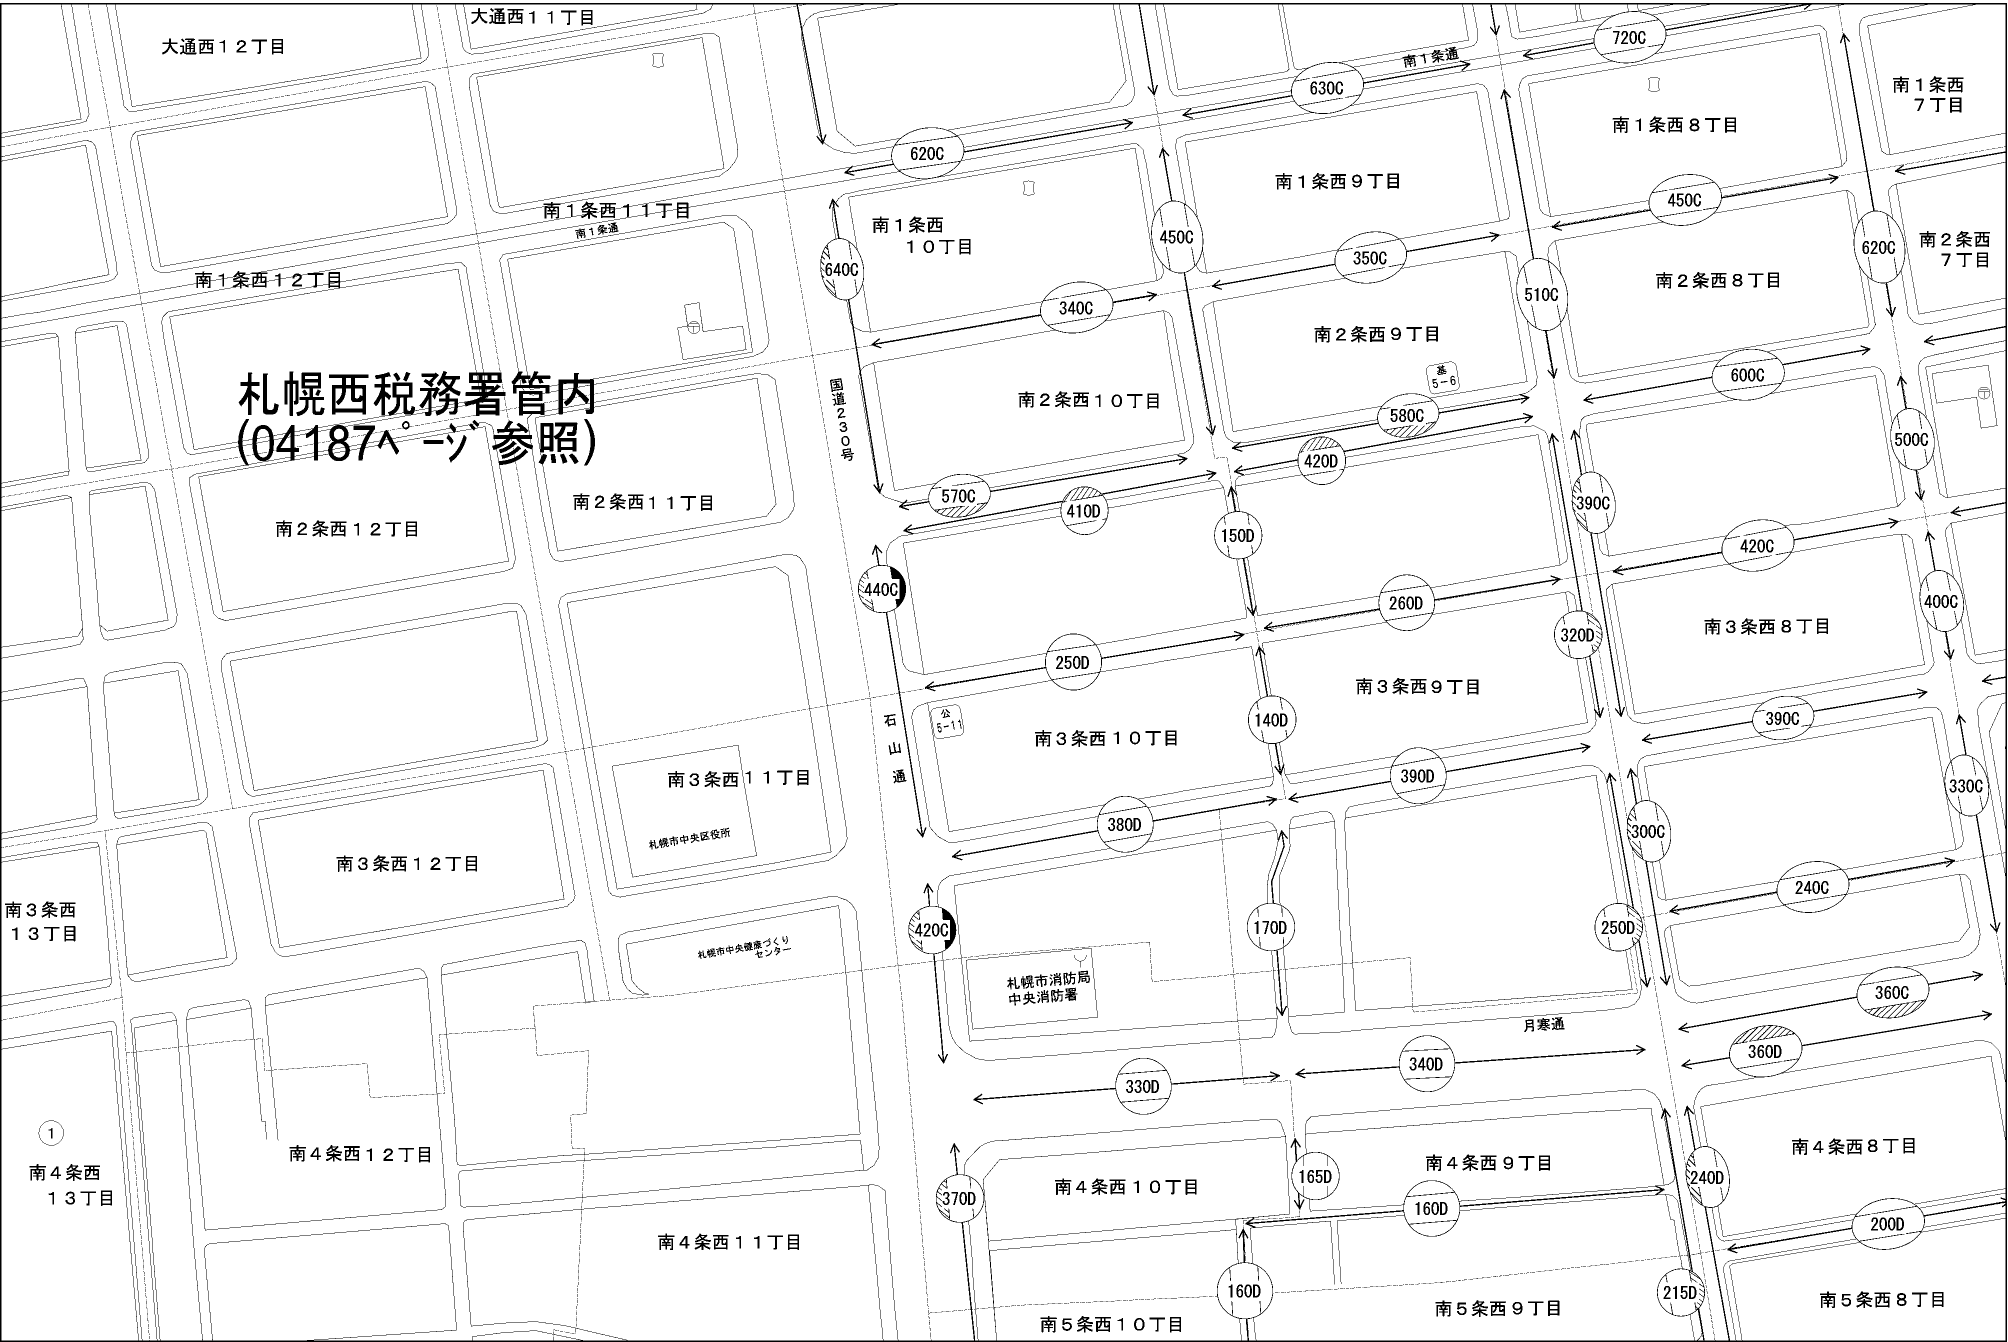 大通西１１丁目
大通西１２丁目
720C
南１条通
630C
南１条西
７丁目
南１条西８丁目
620C
南１条西９丁目
450C
南１条西１１丁目
南１条通
南１条西
１０丁目
450C
350C
510C
620C
南２条西
７丁目
640C
南１条西１２丁目
南２条西８丁目
340C
南２条西９丁目
札幌西税務署管内
(04187ﾍﾟｰｼﾞ参照)
国道２３０号
基
5-6
600C
南２条西１０丁目
580C
500C
420D
570C
410D
390C
南２条西１１丁目
南２条西１２丁目
150D
420C
440C
260D
400C
320D
南３条西８丁目
250D
南３条西９丁目
公
5-11
石山通
140D
390C
南３条西１０丁目
南３条西１１丁目
390D
330C
380D
300C
札幌市中央区役所
南３条西１２丁目
240C
南３条西
１３丁目
420C
170D
250D
札幌市中央健康づくり
センター
札幌市消防局
中央消防署
360C
月寒通
360D
340D
330D
1
南４条西１２丁目
南４条西
１３丁目
南４条西８丁目
南４条西９丁目
165D
240D
南４条西１０丁目
370D
160D
200D
南４条西１１丁目
160D
215D
南５条西８丁目
南５条西９丁目
南５条西１０丁目